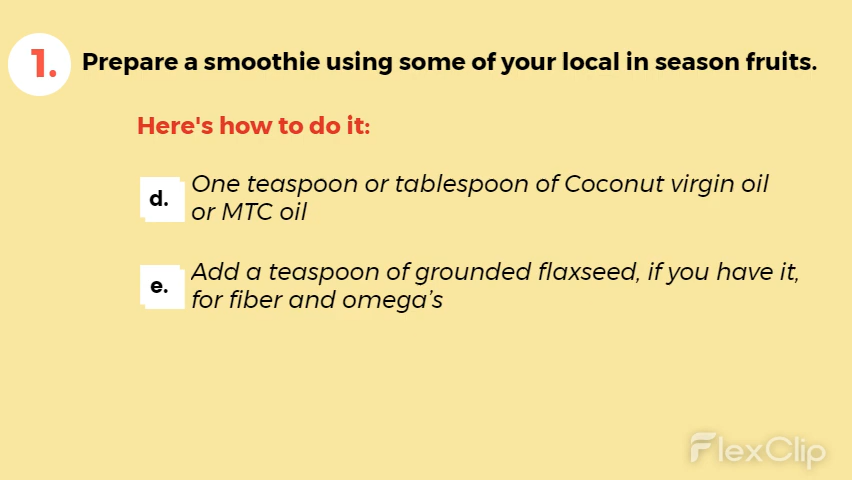 1. Prepare a smoothie using some of your local in season fruits.
Here's how to do it:
d. One teaspoon or tablespoon of Coconut virgin oil
or MTC oil
e. Add a teaspoon of grounded flaxseed, if you have it,
for fiber and omega's
FlexClip